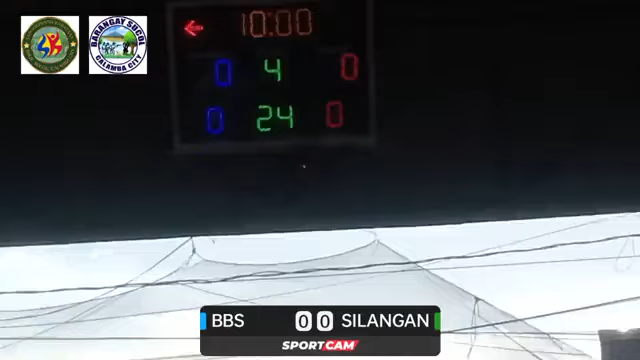 10:00
0 4 0
0 24 0
BARANGAY SUCOL
CALAMBA CITY
BBS 0 0 SILANGAN
SPORTCAM